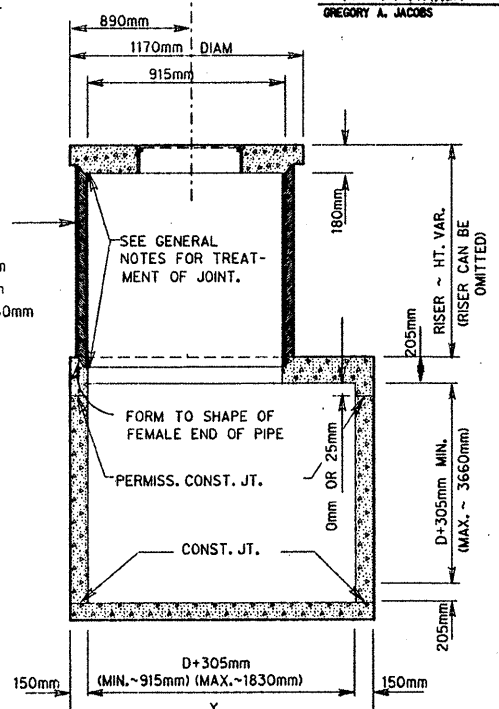 GREGORY A. JACOBS
890mm
1170mm DIAM
915mm
180mm
RISER ~ HT. VAR.
(RISER CAN BE
OMITTED)
SEE GENERAL
NOTES FOR TREAT-
MENT OF JOINT.
205mm
FORM TO SHAPE OF
FEMALE END OF PIPE
0mm OR 25mm
PERMISS. CONST. JT.
D+305mm MIN.
(MAX. ~ 3660mm)
CONST. JT.
205mm
D+305mm
(MIN.~915mm) (MAX.~1830mm)
150mm
150mm